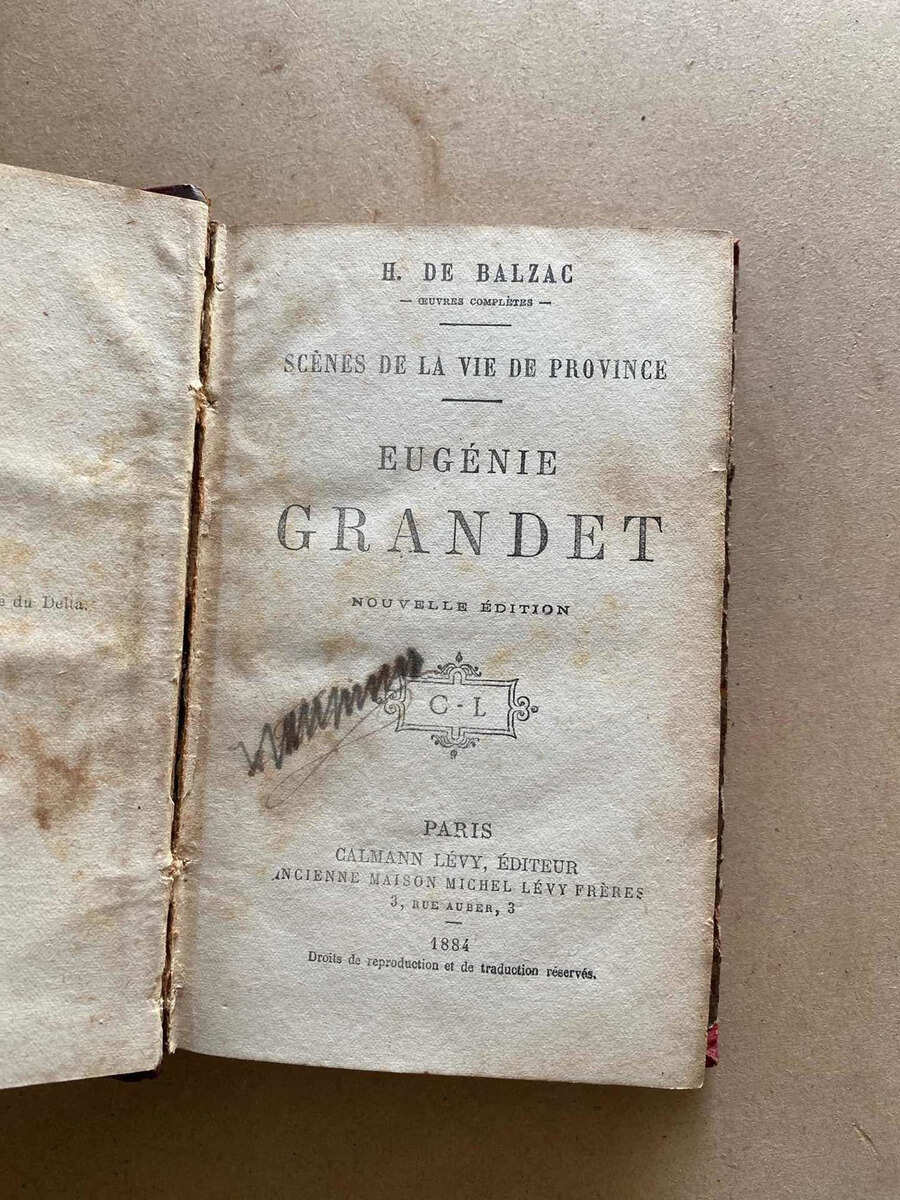 e du Delta.
H. DE BALZAC
— ŒUVRES COMPLÈTES —
SCÈNES DE LA VIE DE PROVINCE
EUGÉNIE
GRANDET
NOUVELLE ÉDITION
C-L
PARIS
CALMANN LÉVY, ÉDITEUR
ANCIENNE MAISON MICHEL LÉVY FRÈRES
3, RUE AUBER, 3
1884
Droits de reproduction et de traduction réservés.